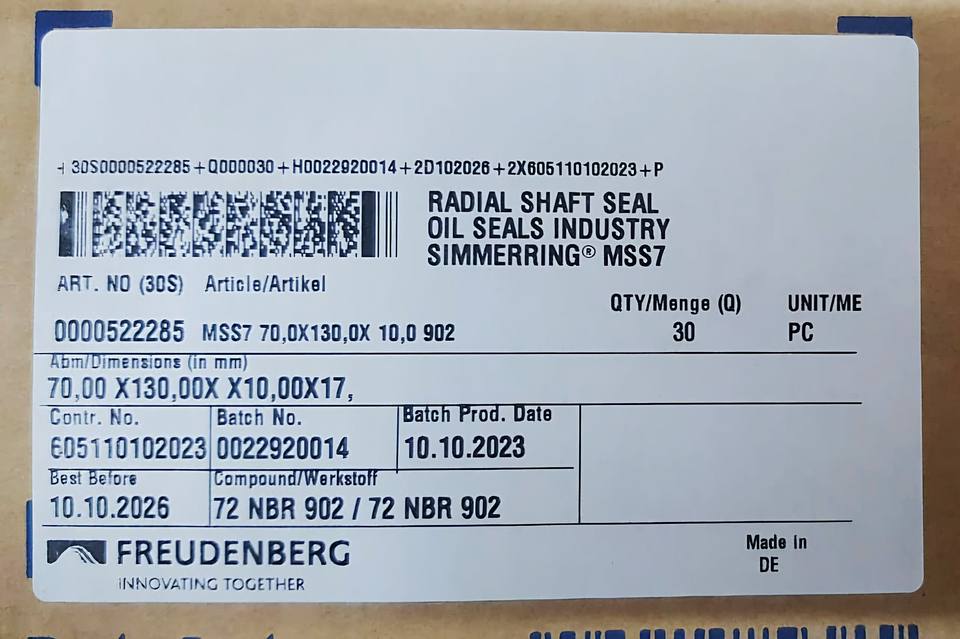 +30S0000522285+Q000030+H0022920014+2D102026+2X605110102023+P
RADIAL SHAFT SEAL
OIL SEALS INDUSTRY
SIMMERRING® MSS7
ART. NO (30S) Article/Artikel
QTY/Menge (Q) UNIT/ME
0000522285 MSS7 70,0X130,0X 10,0 902 30 PC
Abm/Dimensions (in mm)
70,00 X130,00X X10,00X17,
Contr. No. Batch No. Batch Prod. Date
605110102023 0022920014 10.10.2023
Best Before Compound/Werkstoff
10.10.2026 72 NBR 902 / 72 NBR 902
FREUDENBERG
INNOVATING TOGETHER
Made in
DE